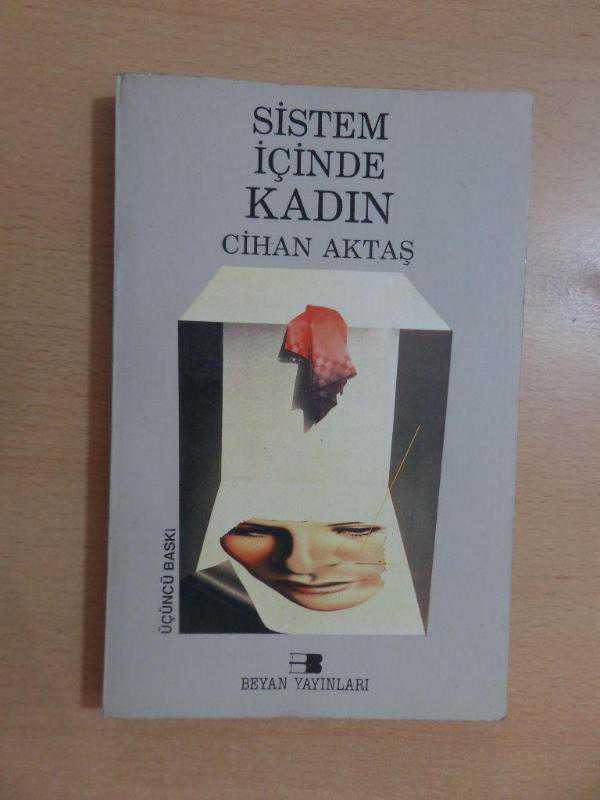 SİSTEM
İÇİNDE
KADIN
CİHAN AKTAŞ
ÜÇÜNCÜ BASKI
BEYAN YAYINLARI